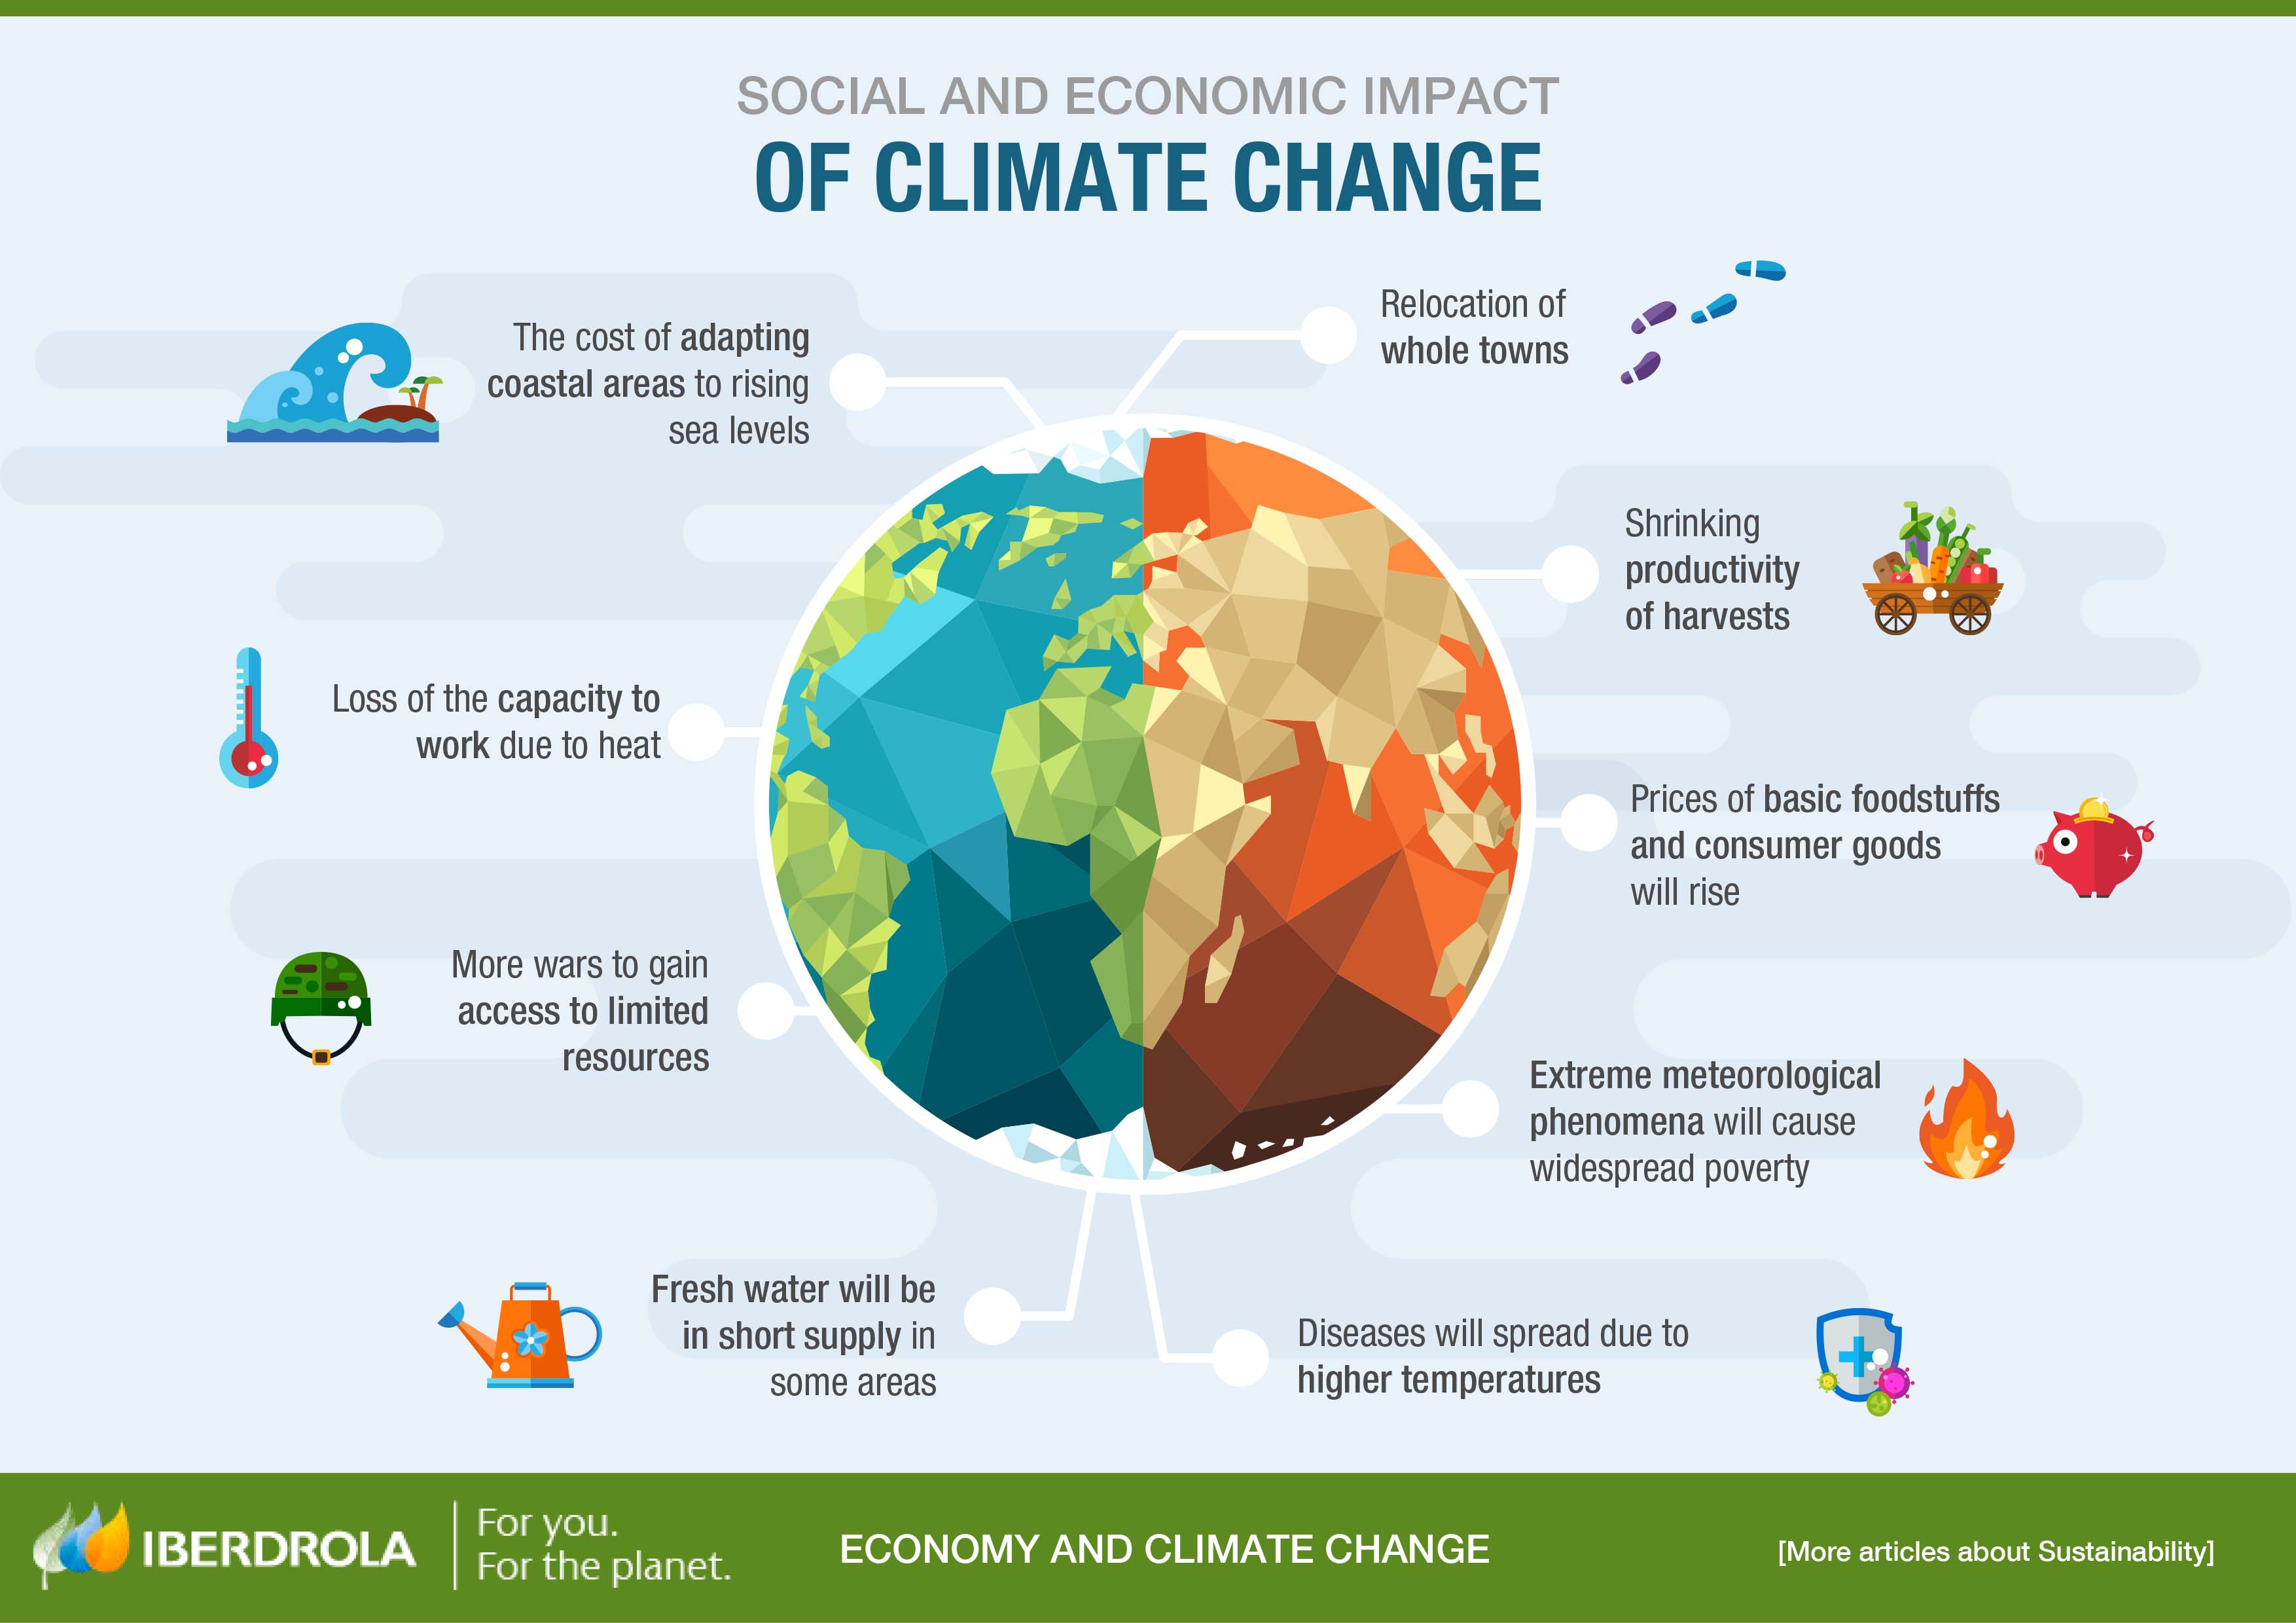 SOCIAL AND ECONOMIC IMPACT
OF CLIMATE CHANGE
The cost of adapting
coastal areas to rising
sea levels
Relocation of
whole towns
Shrinking
productivity
of harvests
Loss of the capacity to
work due to heat
Prices of basic foodstuffs
and consumer goods
will rise
More wars to gain
access to limited
resources
Extreme meteorological
phenomena will cause
widespread poverty
Fresh water will be
in short supply in
some areas
Diseases will spread due to
higher temperatures
IBERDROLA
For you.
For the planet.
ECONOMY AND CLIMATE CHANGE
[More articles about Sustainability]